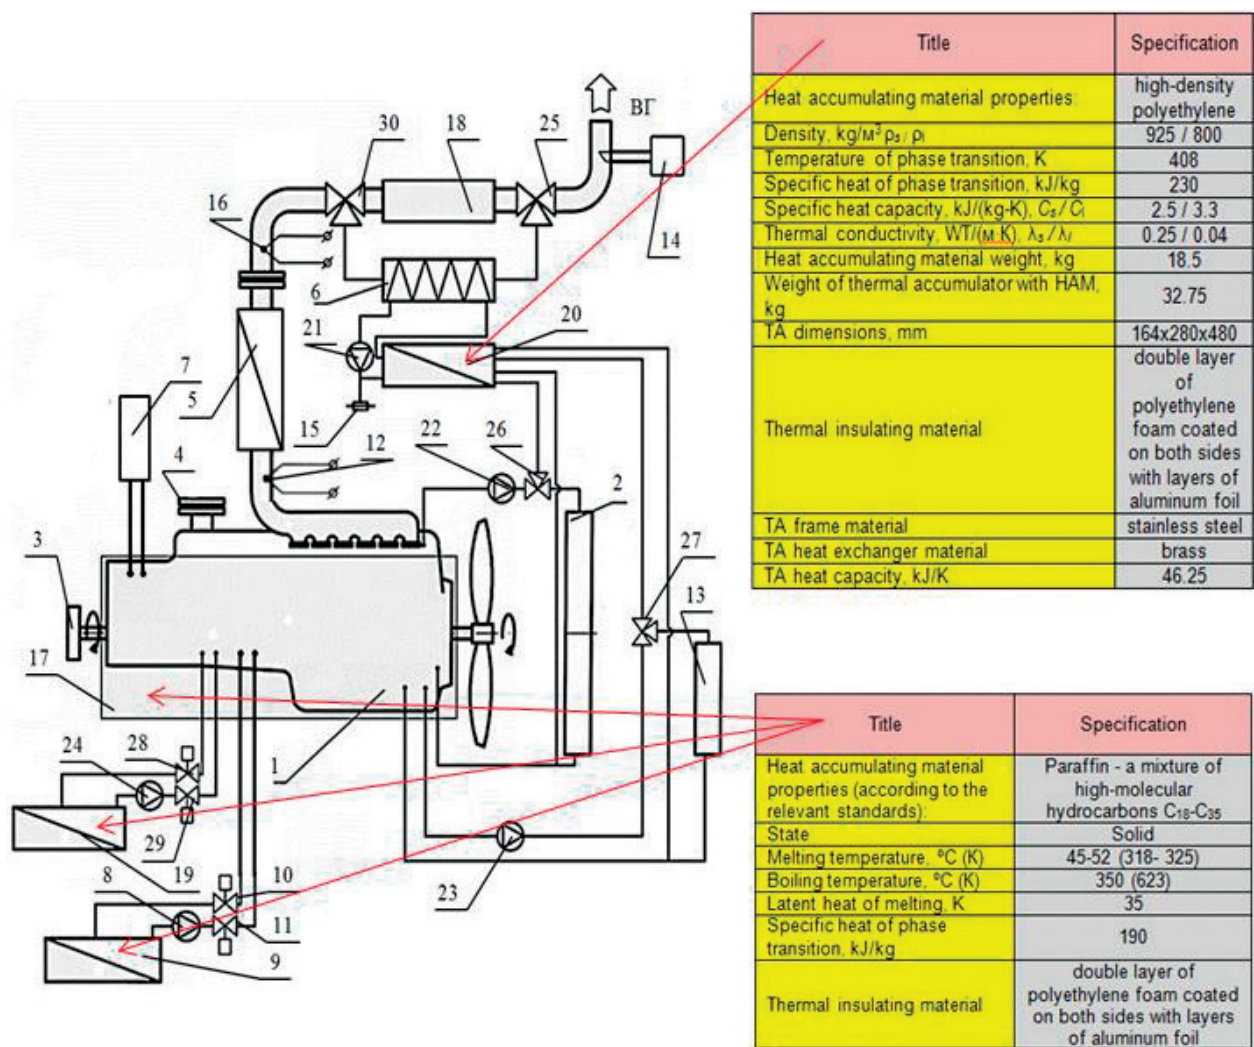 ВГ
30
18
25
16
14
6
20
21
7
5
15
22
26
12
4
2
3
27
13
17
28
24
1
29
19
23
8
10
11
9
Title Specification
Heat accumulating material properties: high-density
polyethylene
Density, kg/м³ ρs / ρl 925 / 800
Temperature of phase transition, K 408
Specific heat of phase transition, kJ/kg 230
Specific heat capacity, kJ/(kg-K), Cs / Cl 2.5 / 3.3
Thermal conductivity, WT/(м·K), λs / λl 0.25 / 0.04
Heat accumulating material weight, kg 18.5
Weight of thermal accumulator with HAM,
kg 32.75
TA dimensions, mm 164x280x480
Thermal insulating material double layer
of
polyethylene
foam coated
on both sides
with layers of
aluminum foil
TA frame material stainless steel
TA heat exchanger material brass
TA heat capacity, kJ/K 46.25
Title Specification
Heat accumulating material Paraffin - a mixture of
properties (according to the high-molecular
relevant standards): hydrocarbons C₁₈-C₃₅
State Solid
Melting temperature, ºC (K) 45-52 (318- 325)
Boiling temperature, ºC (K) 350 (623)
Latent heat of melting, K 35
Specific heat of phase
transition, kJ/kg 190
Thermal insulating material double layer of
polyethylene foam coated
on both sides with layers
of aluminum foil